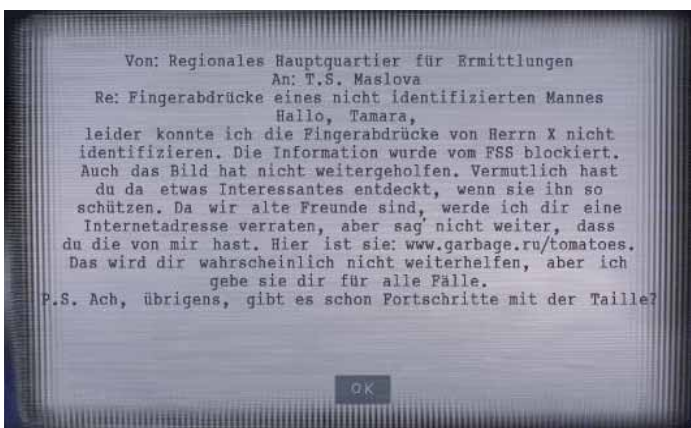 Von: Regionales Hauptquartier für Ermittlungen
An: T.S. Maslova
Re: Fingerabdrücke eines nicht identifizierten Mannes
Hallo, Tamara,
leider konnte ich die Fingerabdrücke von Herrn X nicht
identifizieren. Die Information wurde vom FSS blockiert.
Auch das Bild hat nicht weitergeholfen. Vermutlich hast
du da etwas Interessantes entdeckt, wenn sie ihn so
schützen. Da wir alte Freunde sind, werde ich dir eine
Internetadresse verraten, aber sag' nicht weiter, dass
du die von mir hast. Hier ist sie: www.garbage.ru/tomatoes.
Das wird dir wahrscheinlich nicht weiterhelfen, aber ich
gebe sie dir für alle Fälle.
P.S. Ach, übrigens, gibt es schon Fortschritte mit der Taille?
OK